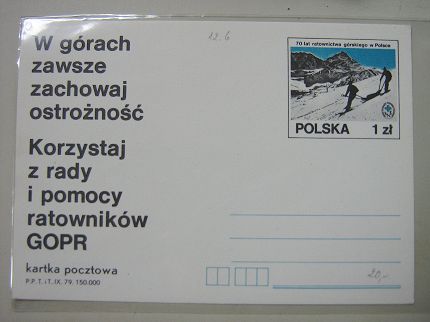 W górach
zawsze
zachowaj
ostrożność
Korzystaj
z rady
i pomocy
ratowników
GOPR
kartka pocztowa
P.P. T. i T. IX. 79. 150.000
12.6
70 lat ratownictwa górskiego w Polsce
POLSKA 1 zł
20,-